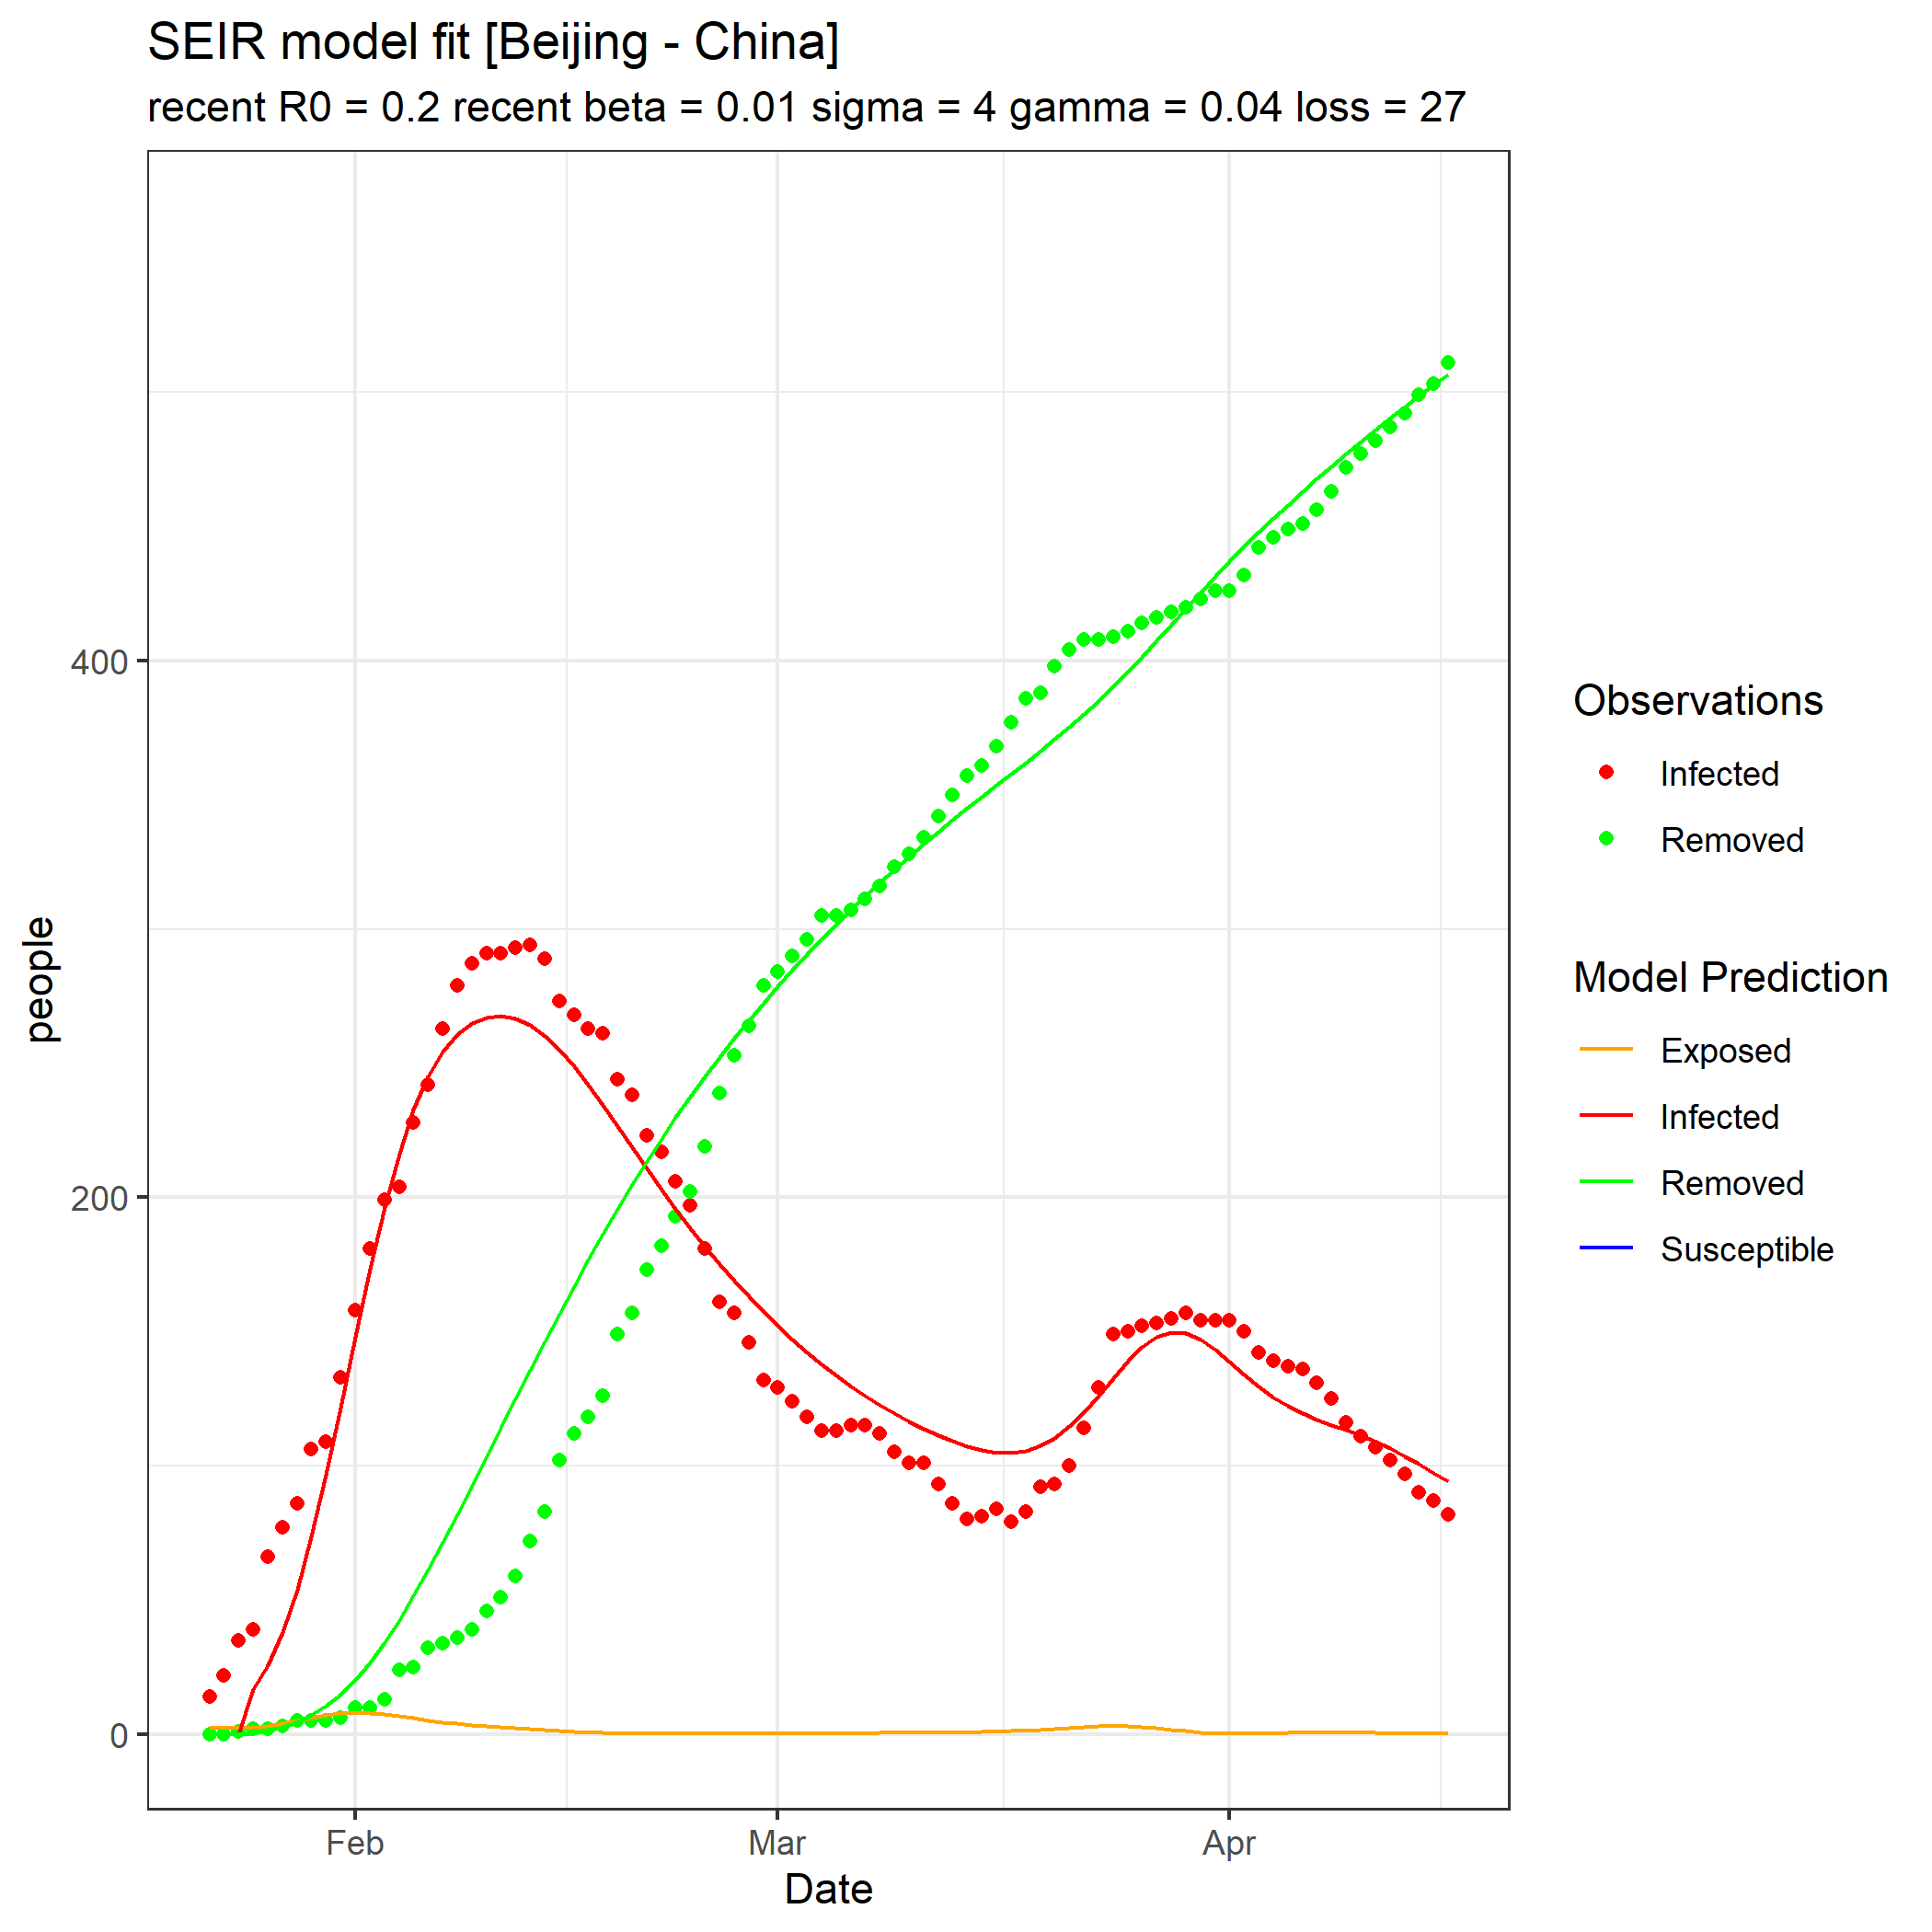 SEIR model fit [Beijing - China]
recent R0 = 0.2 recent beta = 0.01 sigma = 4 gamma = 0.04 loss = 27
people
400
200
0
Feb
Mar
Apr
Date
Observations
Infected
Removed
Model Prediction
Exposed
Infected
Removed
Susceptible